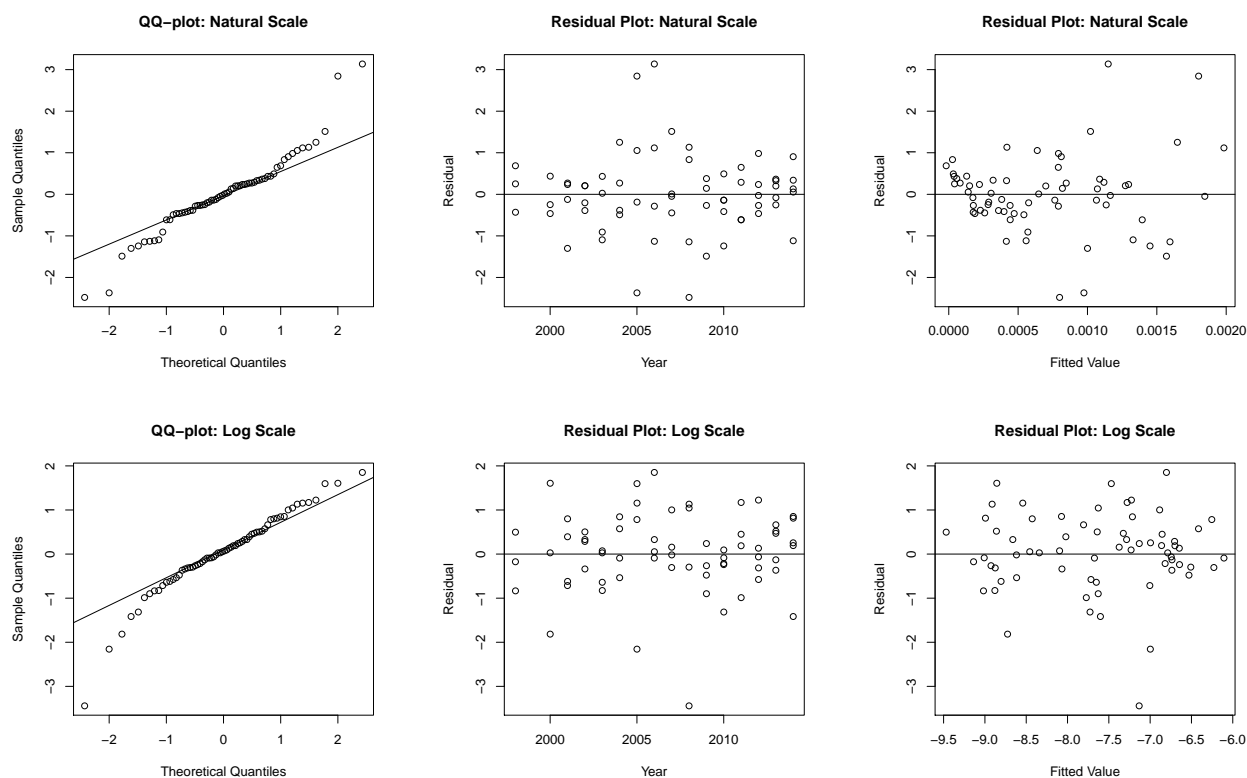 QQ−plot: Natural Scale
Sample Quantiles
3
2
1
0
−1
−2
−2 −1 0 1 2
Theoretical Quantiles
Residual Plot: Natural Scale
Residual
3
2
1
0
−1
−2
2000 2005 2010
Year
Residual Plot: Natural Scale
Residual
3
2
1
0
−1
−2
0.0000 0.0005 0.0010 0.0015 0.0020
Fitted Value
QQ−plot: Log Scale
Sample Quantiles
2
1
0
−1
−2
−3
−2 −1 0 1 2
Theoretical Quantiles
Residual Plot: Log Scale
Residual
2
1
0
−1
−2
−3
2000 2005 2010
Year
Residual Plot: Log Scale
Residual
2
1
0
−1
−2
−3
−9.5 −9.0 −8.5 −8.0 −7.5 −7.0 −6.5 −6.0
Fitted Value